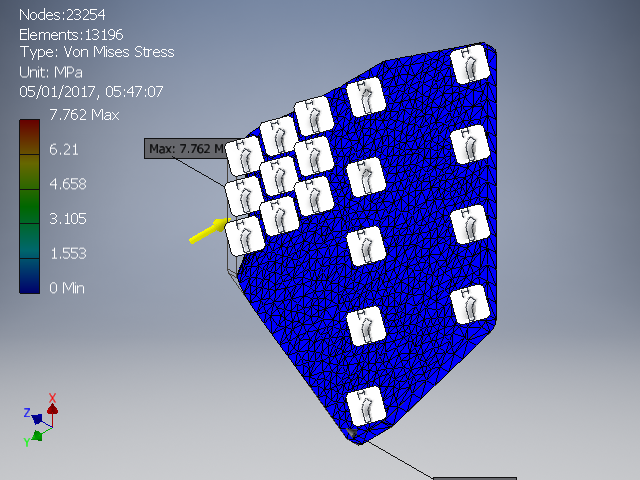 Nodes:23254
Elements:13196
Type: Von Mises Stress
Unit: MPa
05/01/2017, 05:47:07
7.762 Max
6.21
4.658
3.105
1.553
0 Min
Max: 7.762 M
X
Z
Y